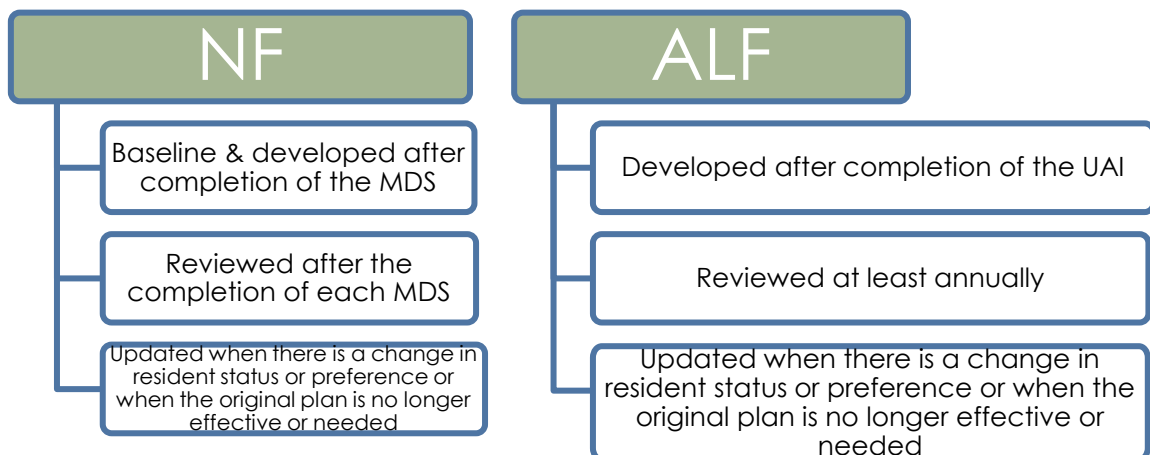 NF
Baseline & developed after
completion of the MDS
Reviewed after the
completion of each MDS
Updated when there is a change in
resident status or preference or
when the original plan is no longer
effective or needed
ALF
Developed after completion of the UAI
Reviewed at least annually
Updated when there is a change in
resident status or preference or when the
original plan is no longer effective or
needed